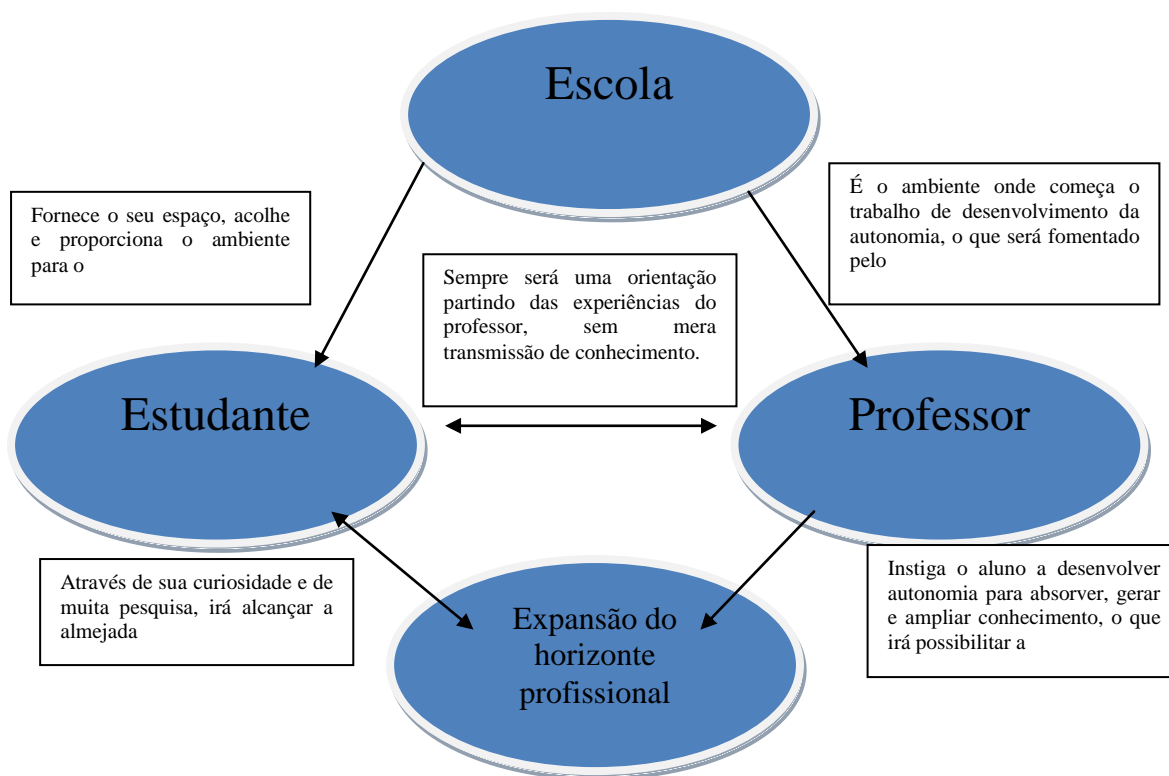 Escola
Fornece o seu espaço, acolhe
e proporciona o ambiente
para o
É o ambiente onde começa o
trabalho de desenvolvimento da
autonomia, o que será fomentado
pelo
Sempre será uma orientação
partindo das experiências do
professor, sem mera
transmissão de conhecimento.
Estudante
Professor
Através de sua curiosidade e de
muita pesquisa, irá alcançar a
almejada
Expansão do
horizonte
profissional
Instiga o aluno a desenvolver
autonomia para absorver, gerar
e ampliar conhecimento, o que
irá possibilitar a